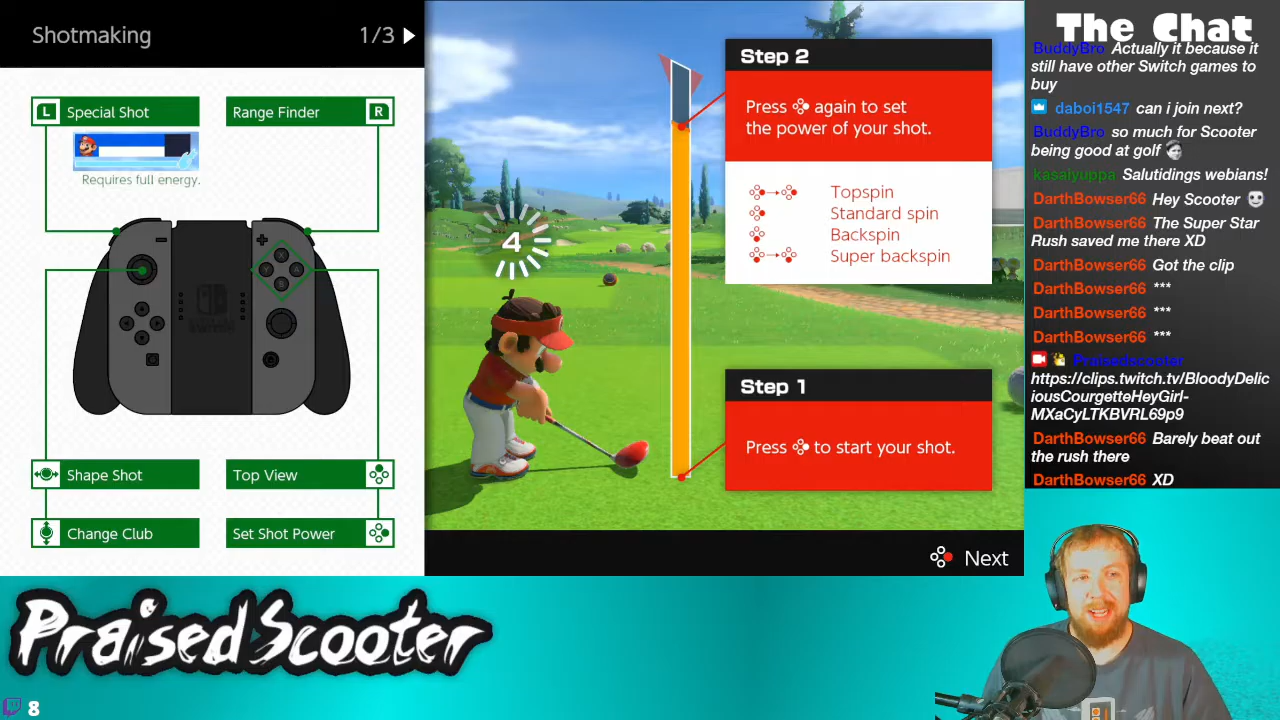 Shotmaking
1/3
L Special Shot
Range Finder R
Requires full energy.
Shape Shot
Top View
Change Club
Set Shot Power
4
Step 2
Press again to set
the power of your shot.
Topspin
Standard spin
Backspin
Super backspin
Step 1
Press to start your shot.
Next
The Chat
BuddyBro Actually it because it
still have other Switch games to
buy
daboi1547 can i join next?
BuddyBro so much for Scooter
being good at golf
kasaiyuppa Salutidings webians!
DarthBowser66 Hey Scooter
DarthBowser66 The Super Star
Rush saved me there XD
DarthBowser66 Got the clip
DarthBowser66 ***
DarthBowser66 ***
DarthBowser66 ***
Praisedscooter
https://clips.twitch.tv/BloodyDelic
iousCourgetteHeyGirl-
MXaCyLTKBVRL69p9
DarthBowser66 Barely beat out
the rush there
DarthBowser66 XD
PraisedScooter
8